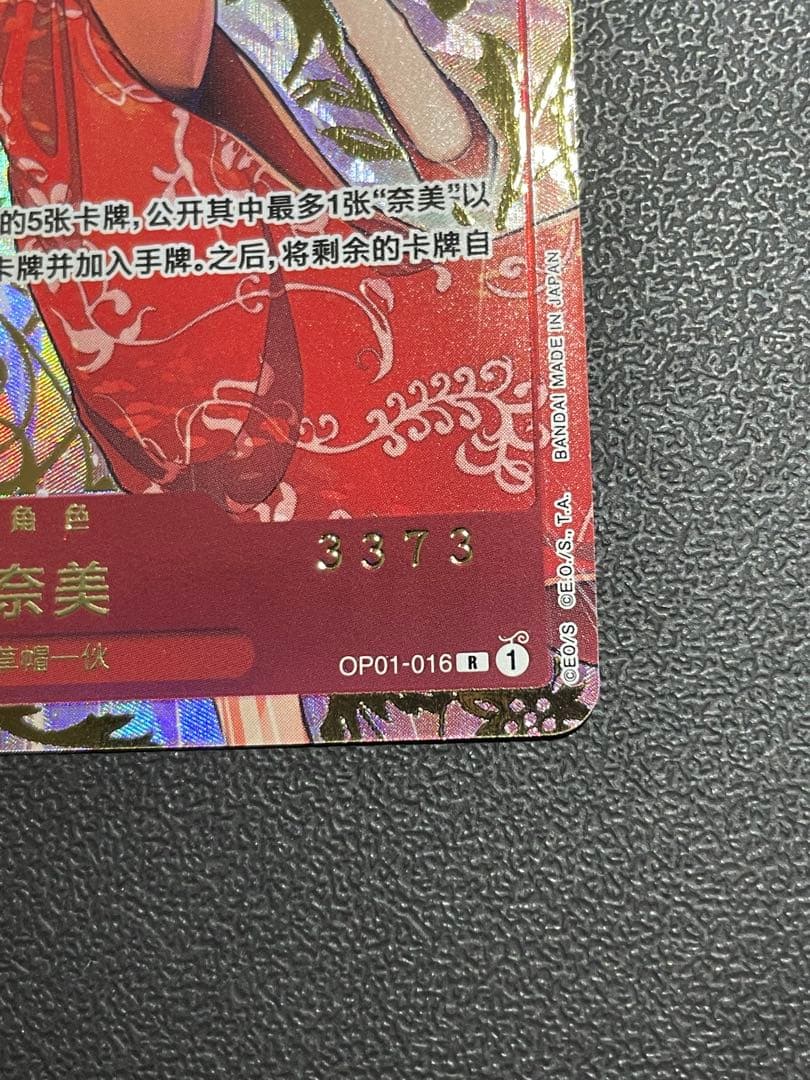 的5张卡牌,公开其中最多1张“奈美”以
卡牌并加入手牌。之后,将剩余的卡牌自
角色
3373
奈美
草帽一伙
OP01-016 R 1
©EO/S ©E.O./S., T.A. BANDAI MADE IN JAPAN